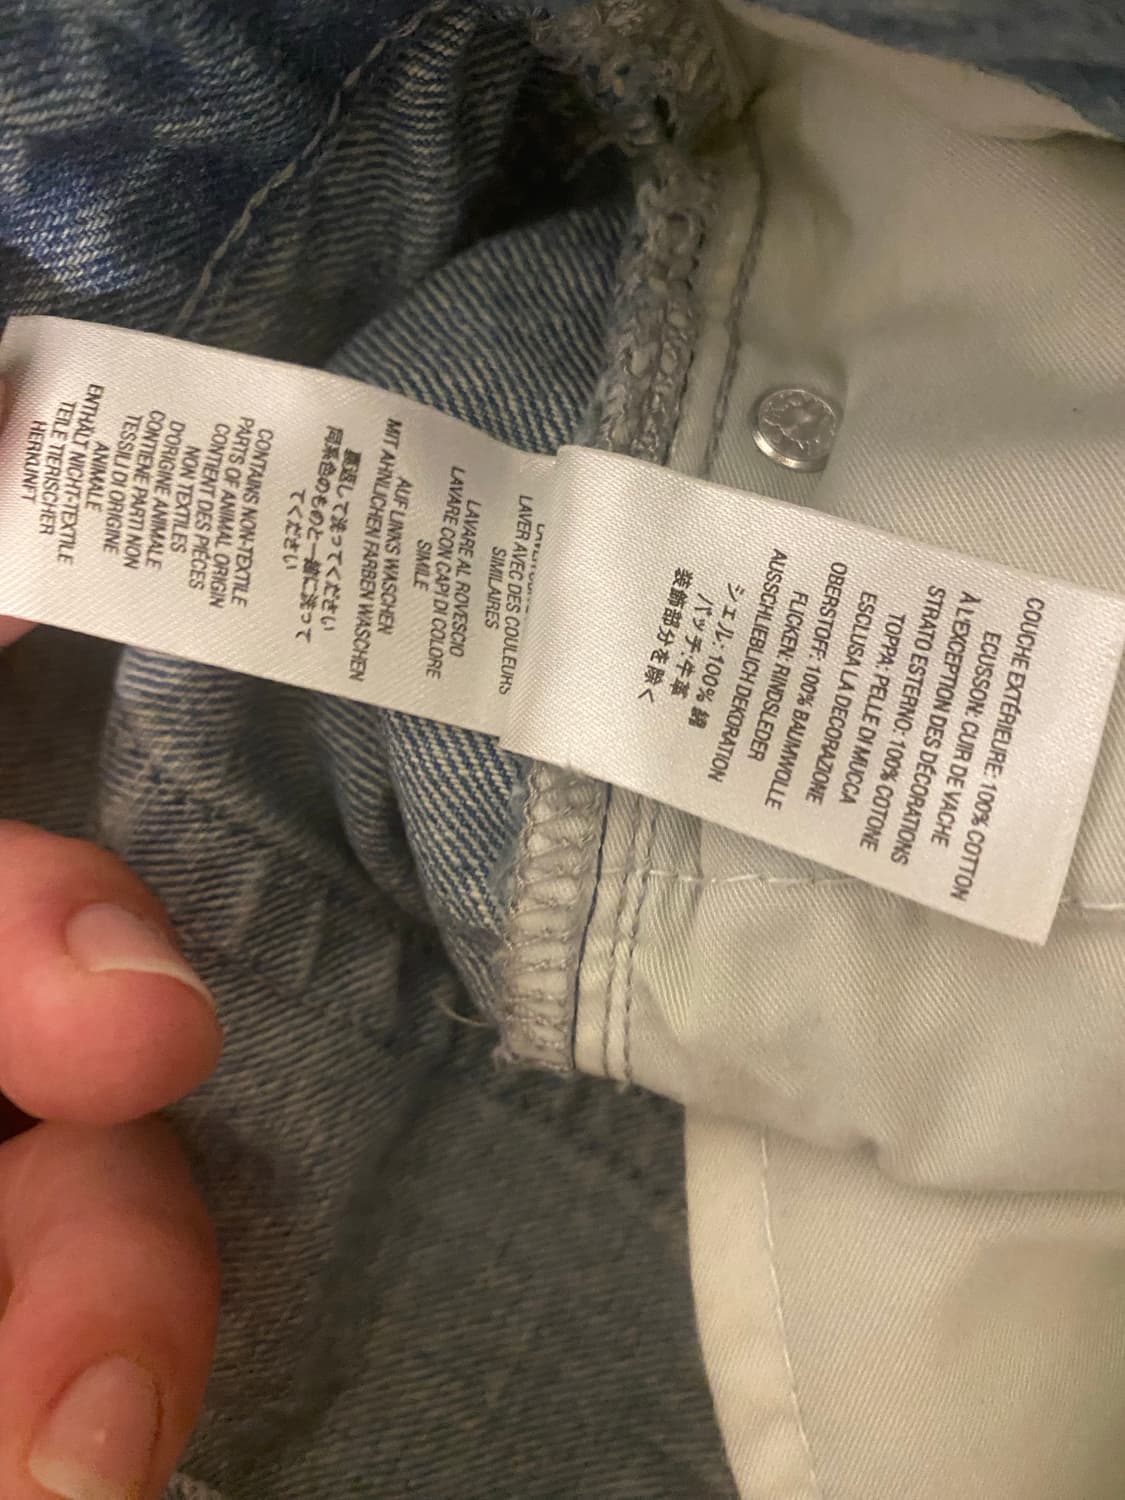 COUCHE EXTÉRIEURE: 100% COTTON
ECUSSON: CUIR DE VACHE
À L'EXCEPTION DES DÉCORATIONS
STRATO ESTERNO: 100% COTONE
TOPPA: PELLE DI MUCCA
ESCLUSA LA DECORAZIONE
OBERSTOFF: 100% BAUMWOLLE
FLICKEN: RINDSLEDER
AUSSCHLIEBLICH DEKORATION
シェル: 100% 綿
パッチ: 牛革
装飾部分を除く
LAVER AVEC DES COULEURS
SIMILAIRES
LAVARE AL ROVESCIO
LAVARE CON CAPI DI COLORE
SIMILE
AUF LINKS WASCHEN
MIT AHNLICHEN FARBEN WASCHEN
裏返して洗ってください
同系色のものと一緒に洗って
てください
CONTAINS NON-TEXTILE
PARTS OF ANIMAL ORIGIN
CONTIENT DES PIÈCES
NON TEXTILES
D'ORIGINE ANIMALE
CONTIENE PARTI NON
TESSILI DI ORIGINE
ANIMALE
ENTHÄLT NICHT-TEXTILE
TEILE TIERISCHER
HERKUNFT